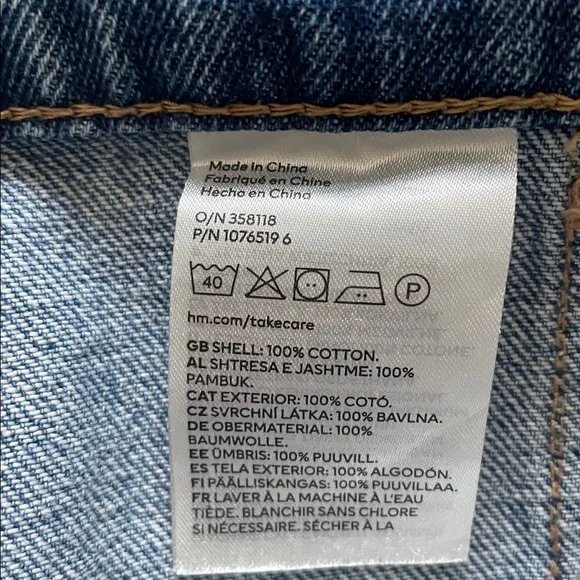 Made in China
Fabriqué en Chine
Hecho en China
O/N 358118
P/N 1076519 6
40 P
hm.com/takecare
GB SHELL: 100% COTTON.
AL SHTRESA E JASHTME: 100%
PAMBUK.
CAT EXTERIOR: 100% COTÓ.
CZ SVRCHNÍ LÁTKA: 100% BAVLNA.
DE OBERMATERIAL: 100%
BAUMWOLLE.
EE ÜMBRIS: 100% PUUVILL.
ES TELA EXTERIOR: 100% ALGODÓN.
FI PÄÄLLISKANGAS: 100% PUUVILLAA.
FR LAVER À LA MACHINE À L'EAU
TIÈDE. BLANCHIR SANS CHLORE
SI NÉCESSAIRE. SÉCHER À LA